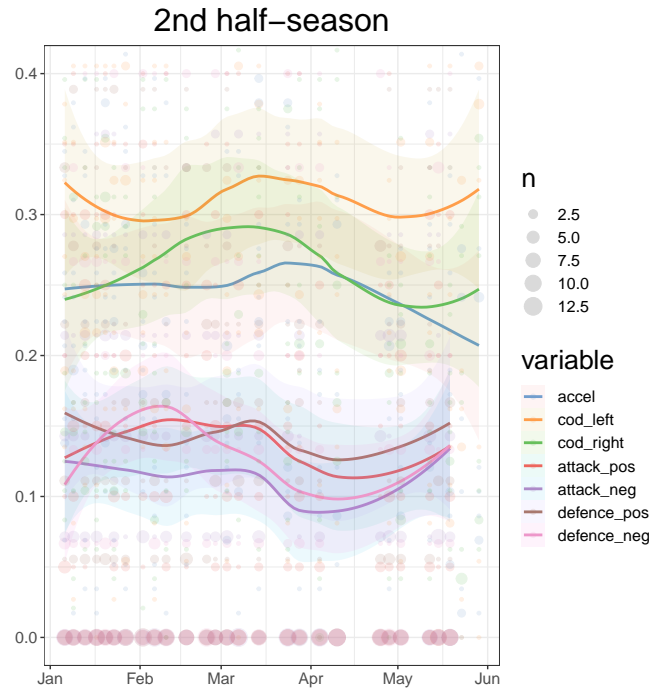 2nd half−season
0.4
0.3
0.2
0.1
0.0
Jan Feb Mar Apr May Jun
n
2.5
5.0
7.5
10.0
12.5
variable
accel
cod_left
cod_right
attack_pos
attack_neg
defence_pos
defence_neg